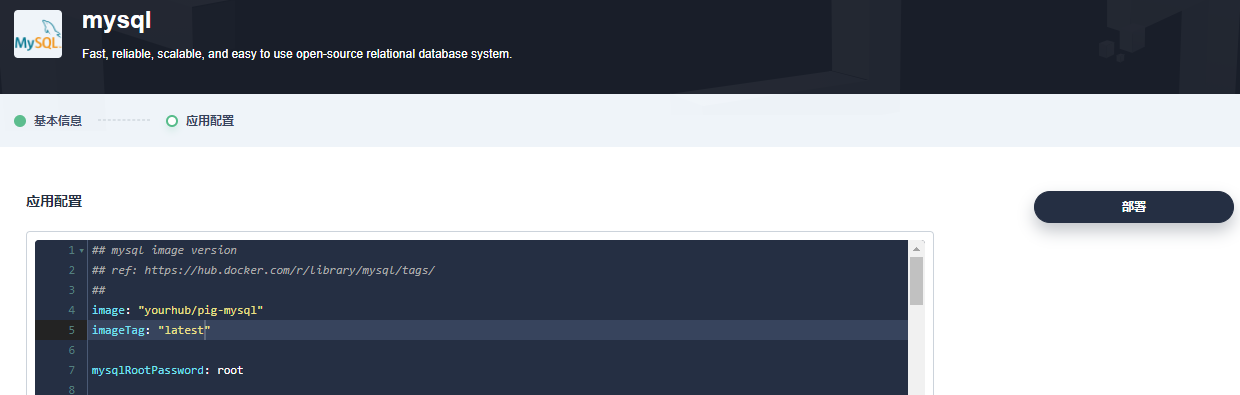 MySQL
mysql
Fast, reliable, scalable, and easy to use open-source relational database system.
基本信息
应用配置
应用配置
部署
1 ## mysql image version
2 ## ref: https://hub.docker.com/r/library/mysql/tags/
3 ##
4 image: "yourhub/pig-mysql"
5 imageTag: "latest"
6
7 mysqlRootPassword: root
8